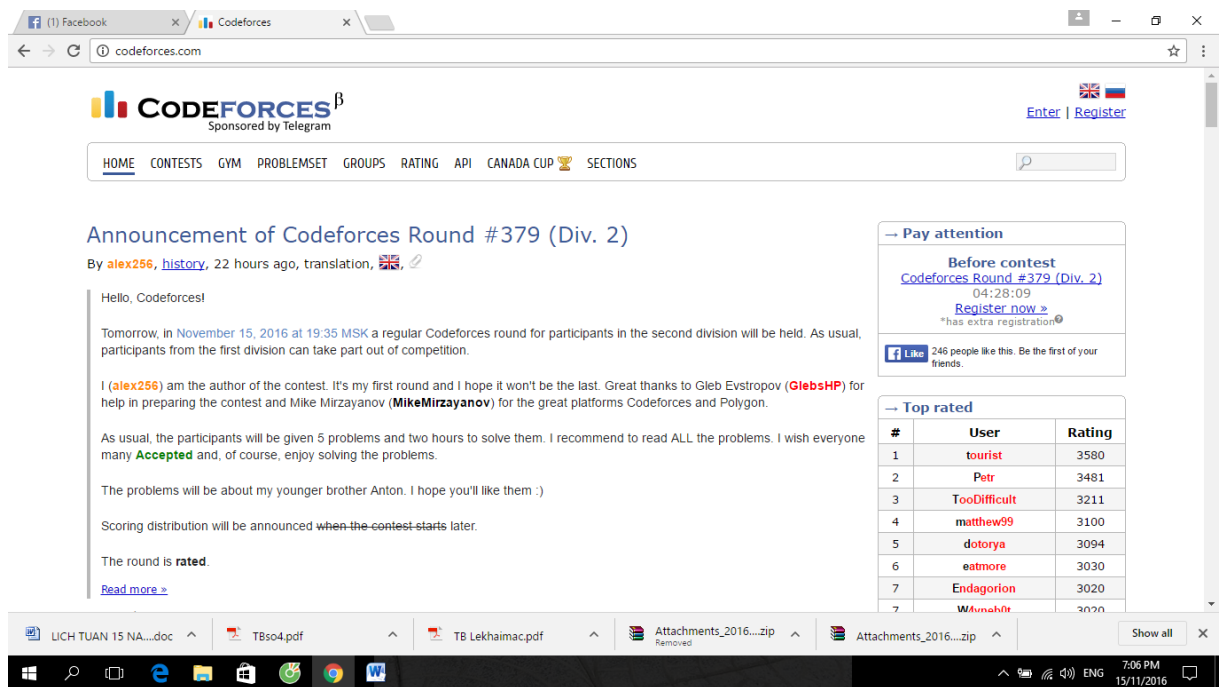 (1) Facebook
Codeforces
codeforces.com
CODEFORCES β
Sponsored by Telegram
Enter | Register
HOME CONTESTS GYM PROBLEMSET GROUPS RATING API CANADA CUP SECTIONS
Announcement of Codeforces Round #379 (Div. 2)
By alex256, history, 22 hours ago, translation,
Hello, Codeforces!
Tomorrow, in November 15, 2016 at 19:35 MSK a regular Codeforces round for participants in the second division will be held. As usual,
participants from the first division can take part out of competition.
I (alex256) am the author of the contest. It's my first round and I hope it won't be the last. Great thanks to Gleb Evstropov (GlebsHP) for
help in preparing the contest and Mike Mirzayanov (MikeMirzayanov) for the great platforms Codeforces and Polygon.
As usual, the participants will be given 5 problems and two hours to solve them. I recommend to read ALL the problems. I wish everyone
many Accepted and, of course, enjoy solving the problems.
The problems will be about my younger brother Anton. I hope you'll like them :)
Scoring distribution will be announced when the contest starts later.
The round is rated.
Read more »
→ Pay attention
Before contest
Codeforces Round #379 (Div. 2)
04:28:09
Register now »
*has extra registration
Like 246 people like this. Be the first of your
friends.
→ Top rated
# User Rating
1 tourist 3580
2 Petr 3481
3 TooDifficult 3211
4 matthew99 3100
5 dotorya 3094
6 eatmore 3030
7 Endagorion 3020
7 W4yneb0t 3020
LICH TUAN 15 NA....doc
TBso4.pdf
TB Lekhaimac.pdf
Attachments_2016....zip
Removed
Attachments_2016....zip
Show all
ENG
7:06 PM
15/11/2016